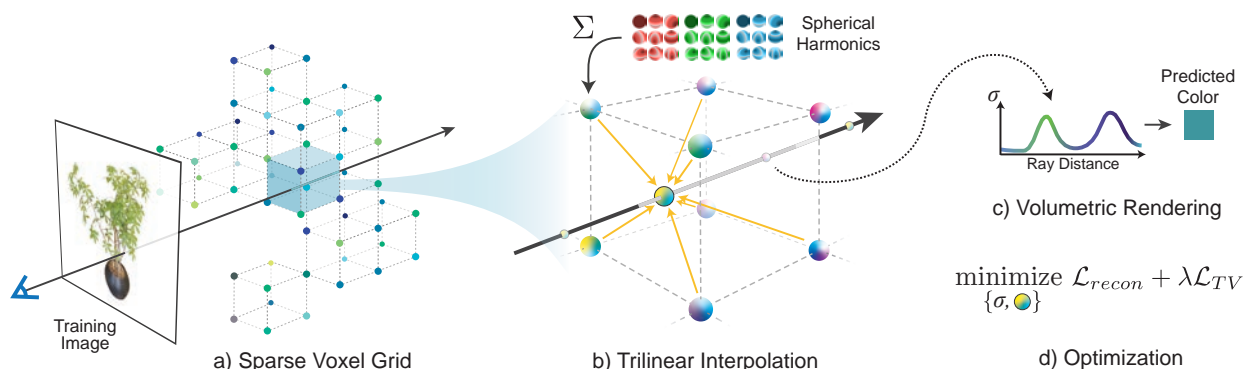 Σ
Spherical
Harmonics
Training
Image
a) Sparse Voxel Grid
b) Trilinear Interpolation
σ
Ray Distance
Predicted
Color
c) Volumetric Rendering
minimize ℒ_recon + λℒ_TV
{σ, }
d) Optimization